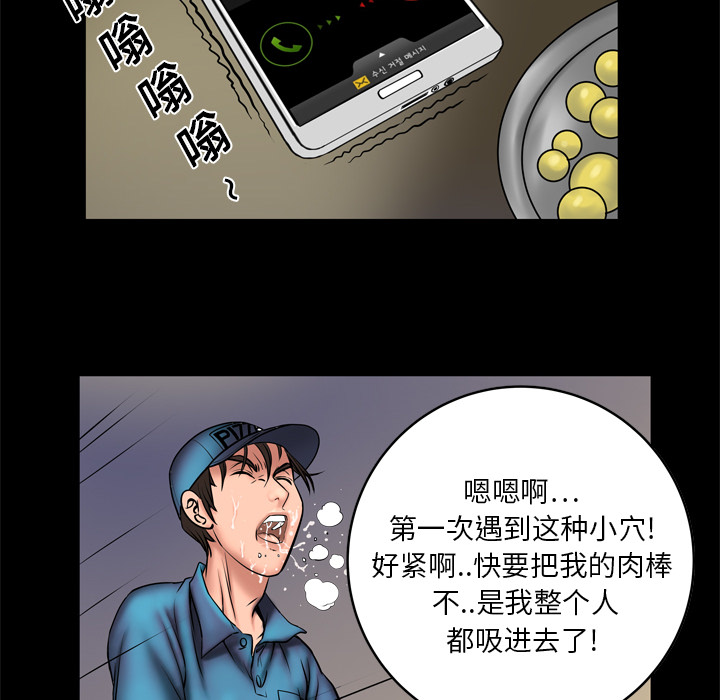 嗡
嗡
嗡
嗡
~
수신 거절 메시지
PIZZ
嗯嗯啊...
第一次遇到这种小穴!
好紧啊..快要把我的肉棒
不..是我整个人
都吸进去了!